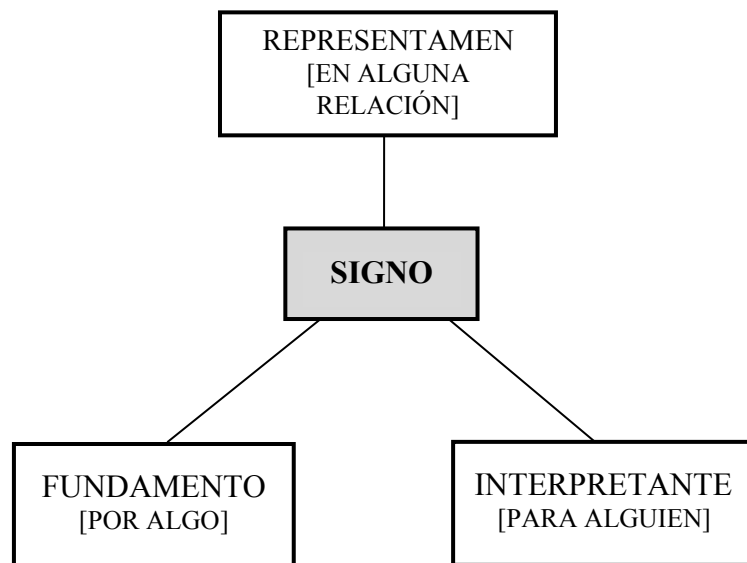 REPRESENTAMEN
[EN ALGUNA
RELACIÓN]
SIGNO
FUNDAMENTO
[POR ALGO]
INTERPRETANTE
[PARA ALGUIEN]